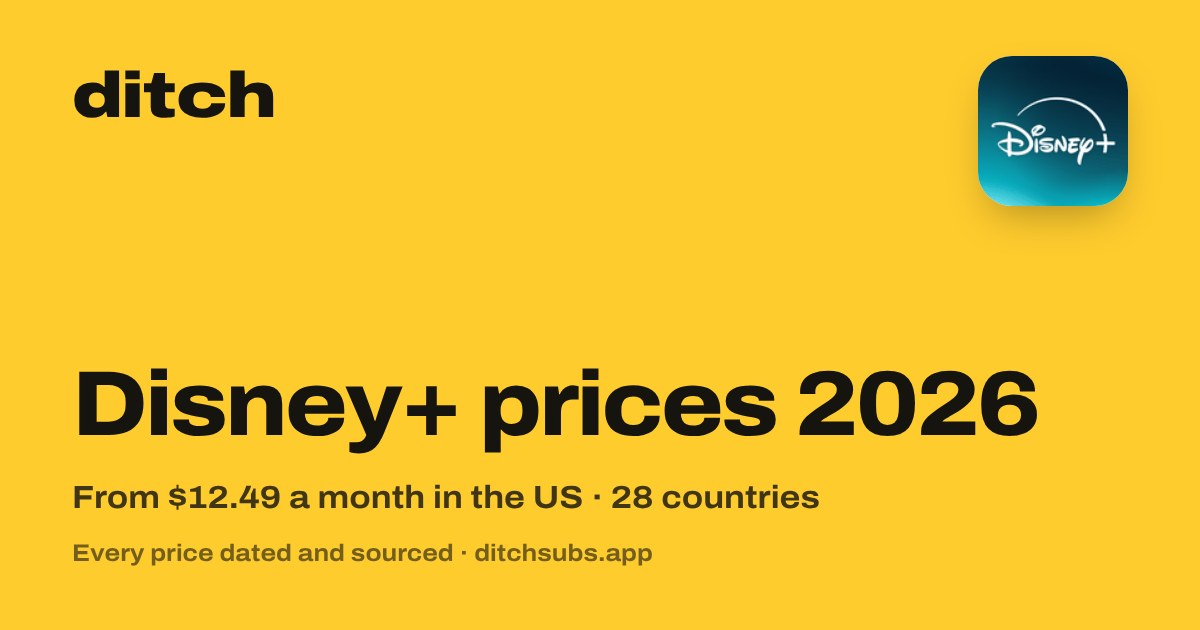 ditch
Disney+
Disney+ prices 2026
From $12.49 a month in the US · 28 countries
Every price dated and sourced · ditchsubs.app